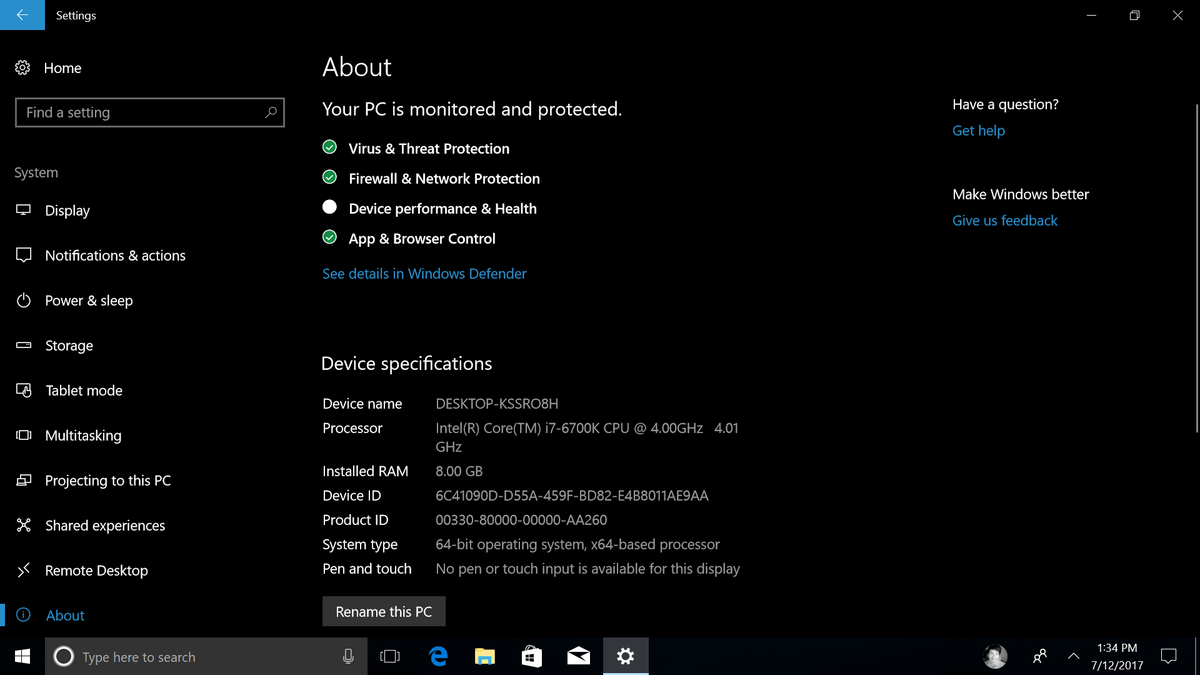 Settings
Home
Find a setting
System
Display
Notifications & actions
Power & sleep
Storage
Tablet mode
Multitasking
Projecting to this PC
Shared experiences
Remote Desktop
About
About
Your PC is monitored and protected.
Virus & Threat Protection
Firewall & Network Protection
Device performance & Health
App & Browser Control
See details in Windows Defender
Device specifications
Device name DESKTOP-KSSRO8H
Processor Intel(R) Core(TM) i7-6700K CPU @ 4.00GHz 4.01
GHz
Installed RAM 8.00 GB
Device ID 6C41090D-D55A-459F-BD82-E4B8011AE9AA
Product ID 00330-80000-00000-AA260
System type 64-bit operating system, x64-based processor
Pen and touch No pen or touch input is available for this display
Rename this PC
Have a question?
Get help
Make Windows better
Give us feedback
Type here to search
1:34 PM
7/12/2017